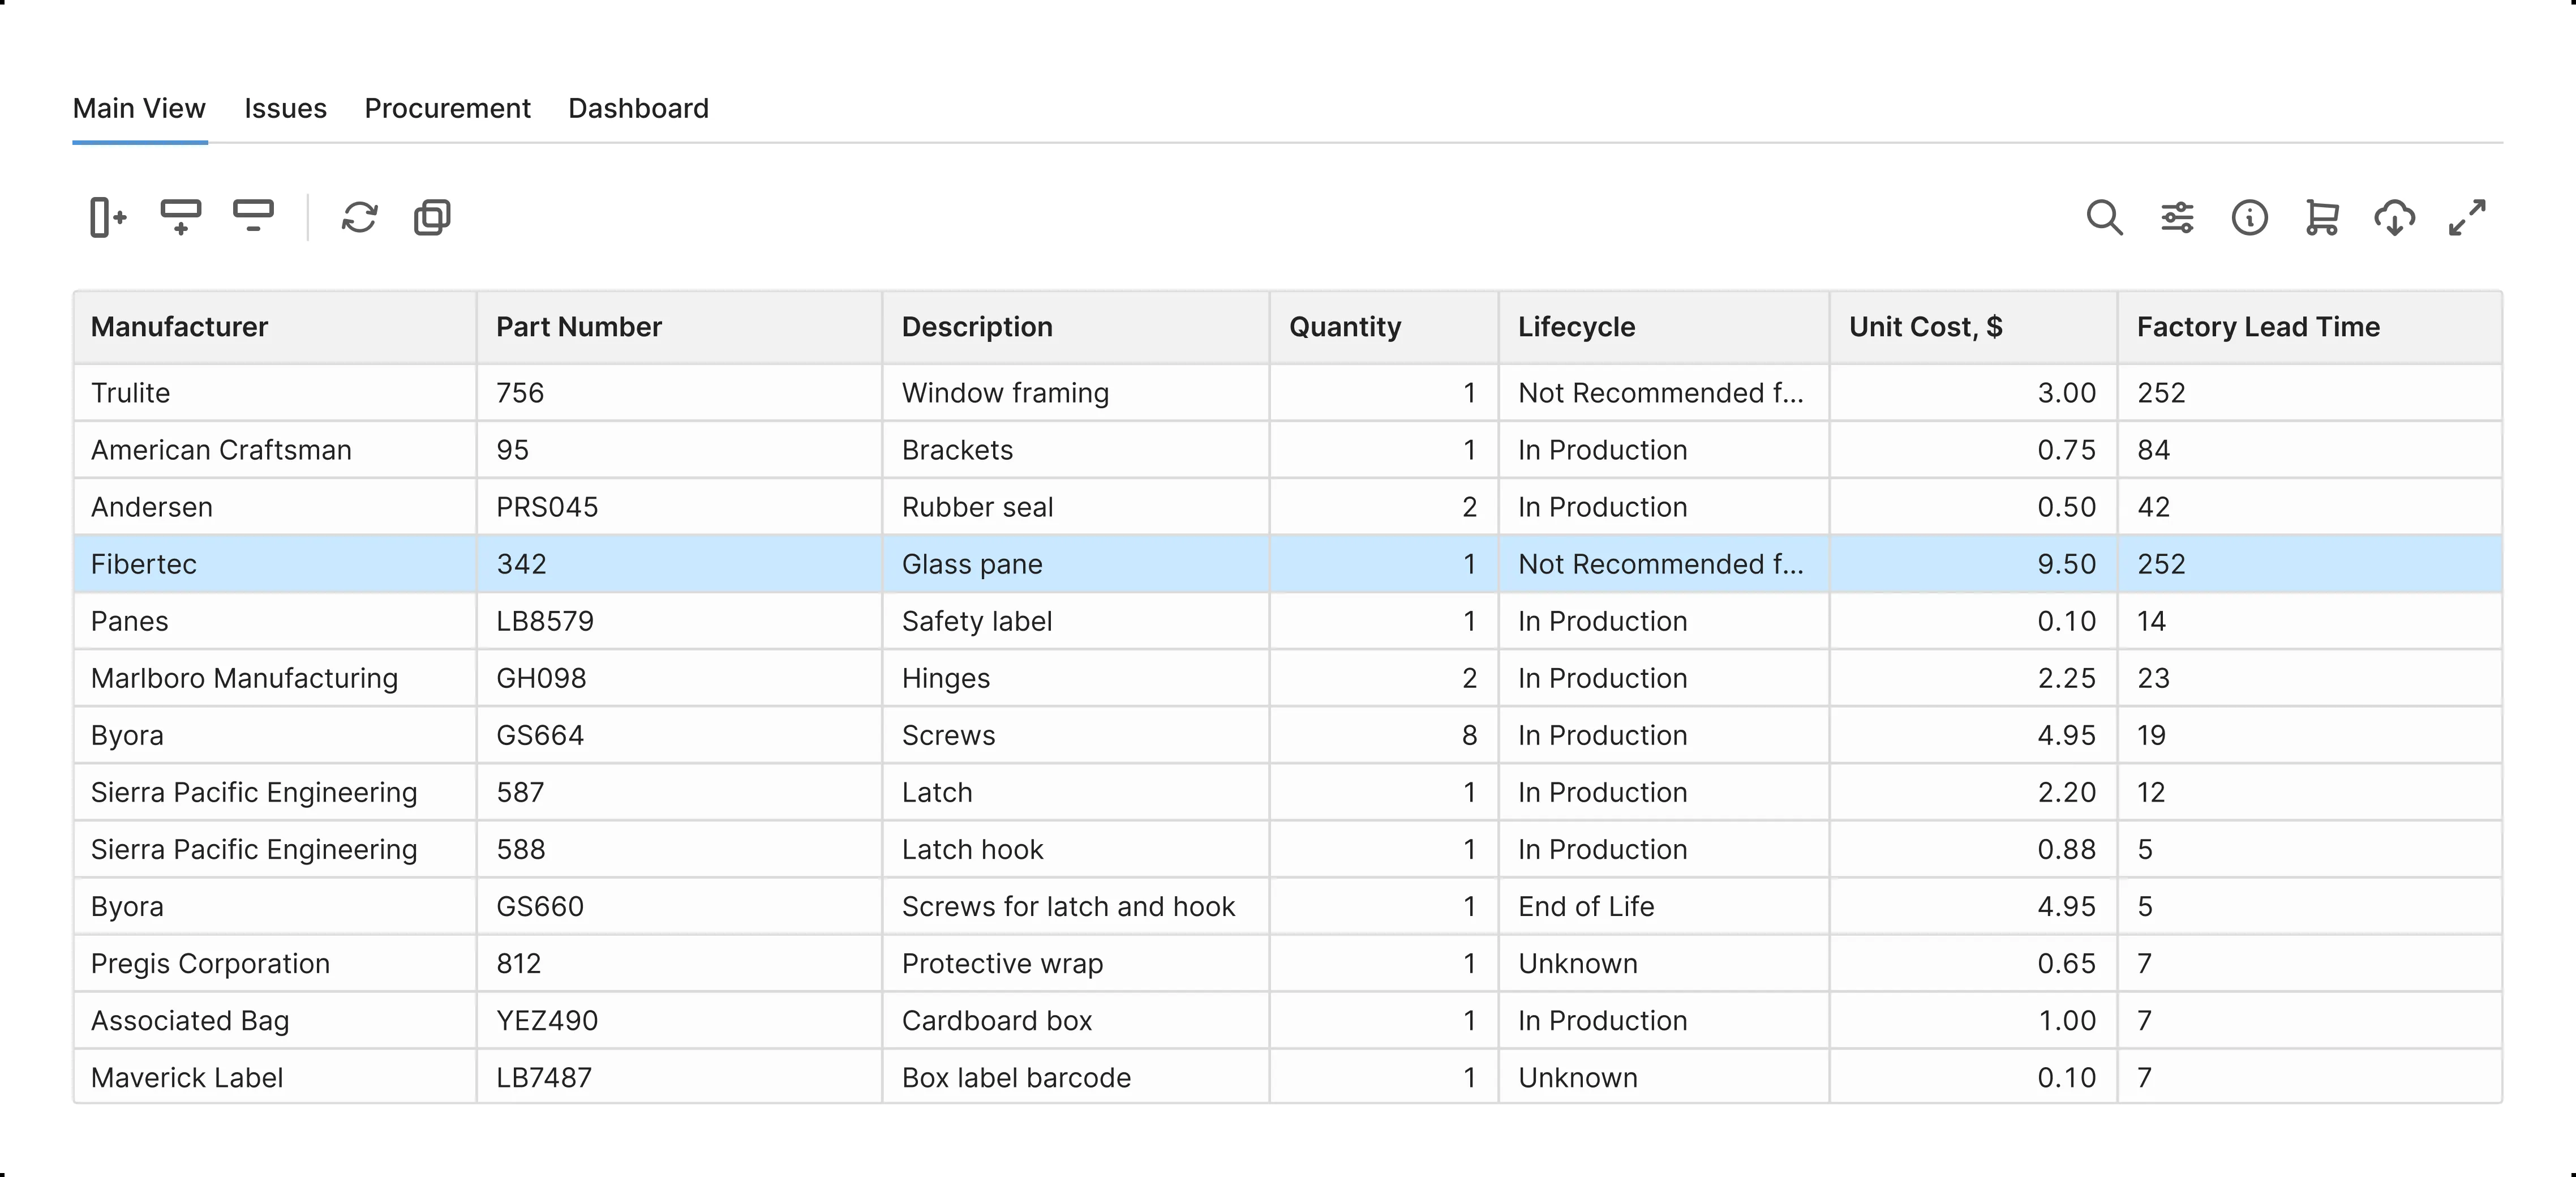 Main View Issues Procurement Dashboard
Manufacturer Part Number Description Quantity Lifecycle Unit Cost, $ Factory Lead Time
Trulite 756 Window framing 1 Not Recommended f... 3.00 252
American Craftsman 95 Brackets 1 In Production 0.75 84
Andersen PRS045 Rubber seal 2 In Production 0.50 42
Fibertec 342 Glass pane 1 Not Recommended f... 9.50 252
Panes LB8579 Safety label 1 In Production 0.10 14
Marlboro Manufacturing GH098 Hinges 2 In Production 2.25 23
Byora GS664 Screws 8 In Production 4.95 19
Sierra Pacific Engineering 587 Latch 1 In Production 2.20 12
Sierra Pacific Engineering 588 Latch hook 1 In Production 0.88 5
Byora GS660 Screws for latch and hook 1 End of Life 4.95 5
Pregis Corporation 812 Protective wrap 1 Unknown 0.65 7
Associated Bag YEZ490 Cardboard box 1 In Production 1.00 7
Maverick Label LB7487 Box label barcode 1 Unknown 0.10 7